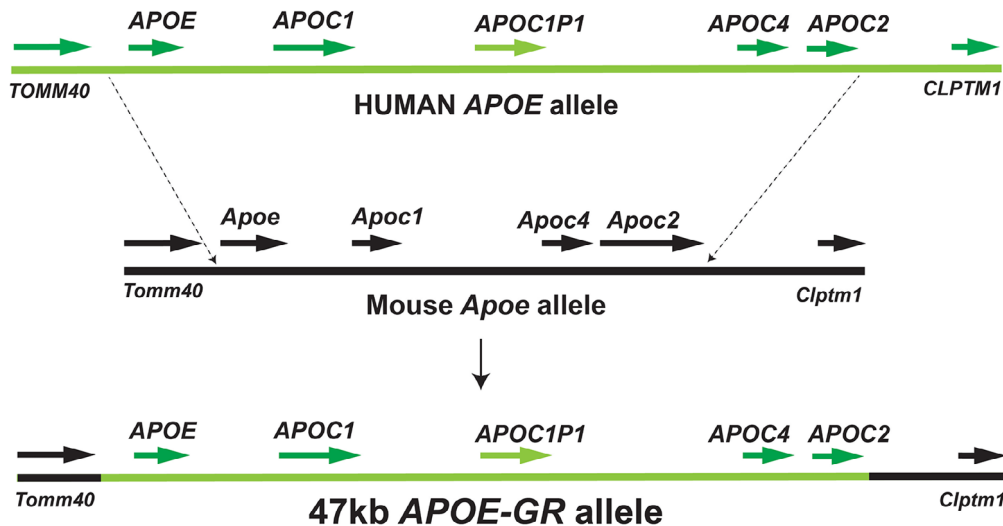 APOE APOC1 APOC1P1 APOC4 APOC2
TOMM40 CLPTM1
HUMAN APOE allele
Apoe Apoc1 Apoc4 Apoc2
Tomm40 Clptm1
Mouse Apoe allele
APOE APOC1 APOC1P1 APOC4 APOC2
Tomm40 Clptm1
47kb APOE-GR allele